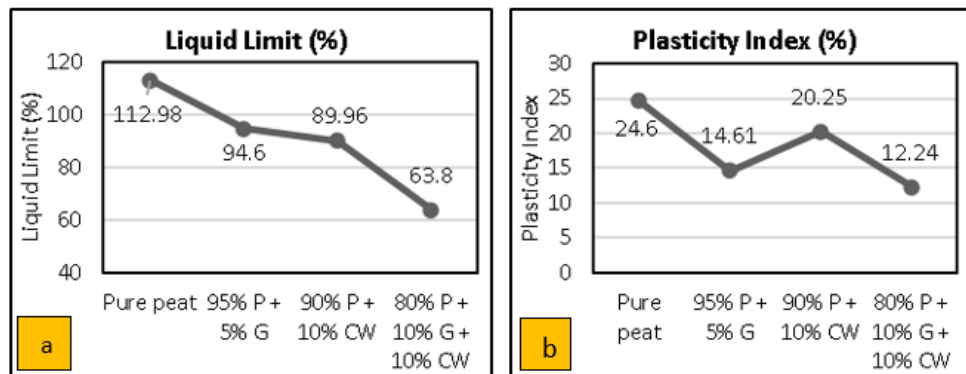 Liquid Limit (%)
Liquid Limit (%)
120
100
80
60
40
112.98
94.6
89.96
63.8
Pure peat 95% P + 90% P + 80% P +
5% G 10% CW 10% G +
10% CW
a
Plasticity Index (%)
Plasticity Index
30
25
20
15
10
5
0
24.6
14.61
20.25
12.24
Pure 95% P + 90% P + 80% P +
peat 5% G 10% CW 10% G +
10% CW
b